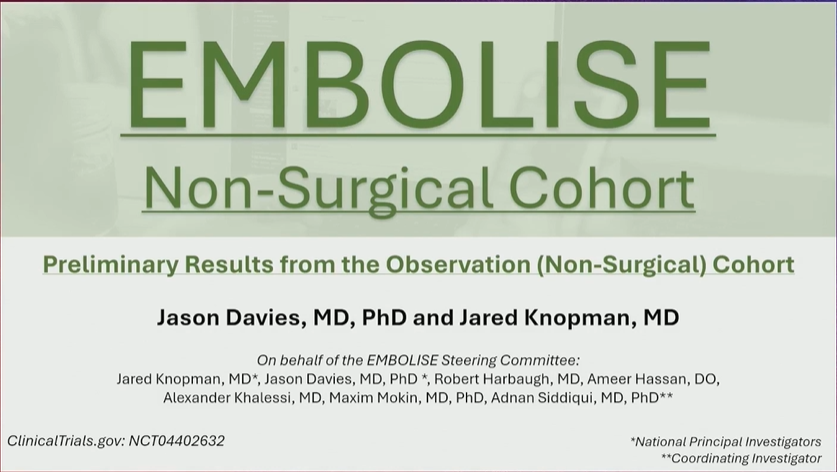 EMBOLISE
Non-Surgical Cohort
Preliminary Results from the Observation (Non-Surgical) Cohort
Jason Davies, MD, PhD and Jared Knopman, MD
On behalf of the EMBOLISE Steering Committee:
Jared Knopman, MD*, Jason Davies, MD, PhD *, Robert Harbaugh, MD, Ameer Hassan, DO,
Alexander Khalessi, MD, Maxim Mokin, MD, PhD, Adnan Siddiqui, MD, PhD**
ClinicalTrials.gov: NCT04402632
*National Principal Investigators
**Coordinating Investigator